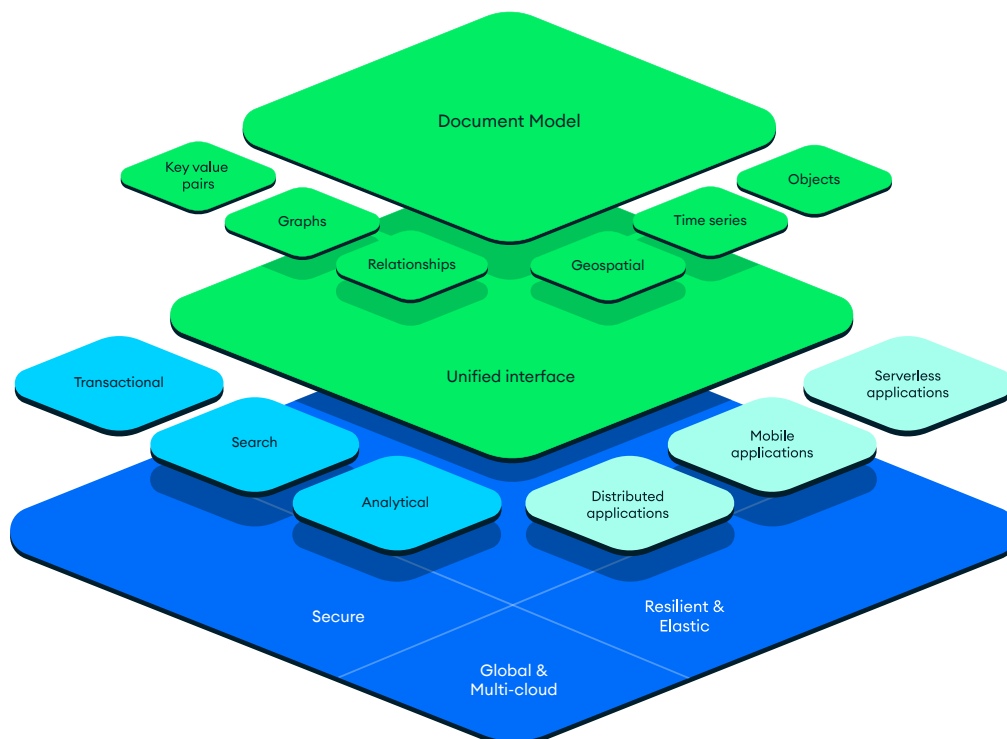 Document Model
Key value
pairs
Objects
Graphs
Time series
Relationships
Geospatial
Unified interface
Transactional
Serverless
applications
Search
Mobile
applications
Analytical
Distributed
applications
Secure
Resilient &
Elastic
Global &
Multi-cloud